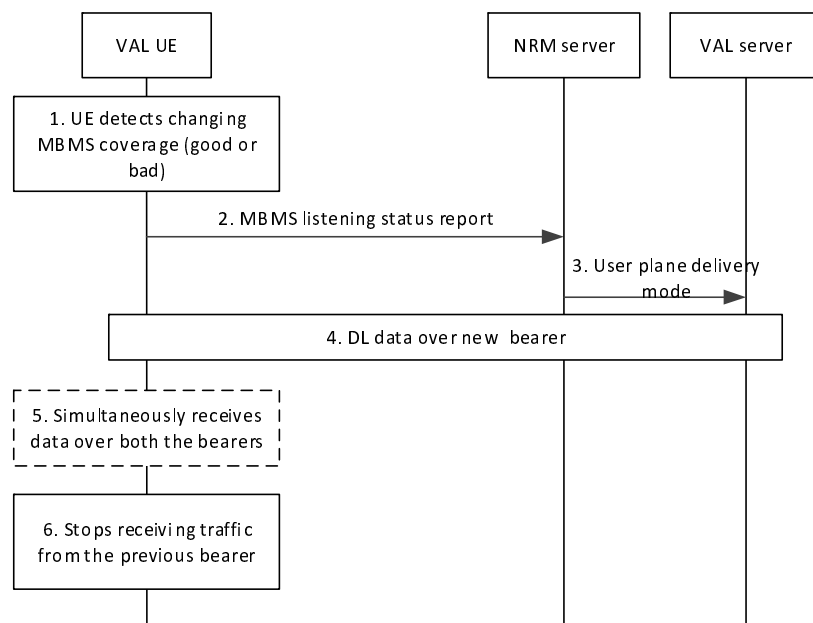 VAL UE
NRM server
VAL server
1. UE detects changing
MBMS coverage (good or
bad)
2. MBMS listening status report
3. User plane delivery
mode
4. DL data over new bearer
5. Simultaneously receives
data over both the bearers
6. Stops receiving traffic
from the previous bearer